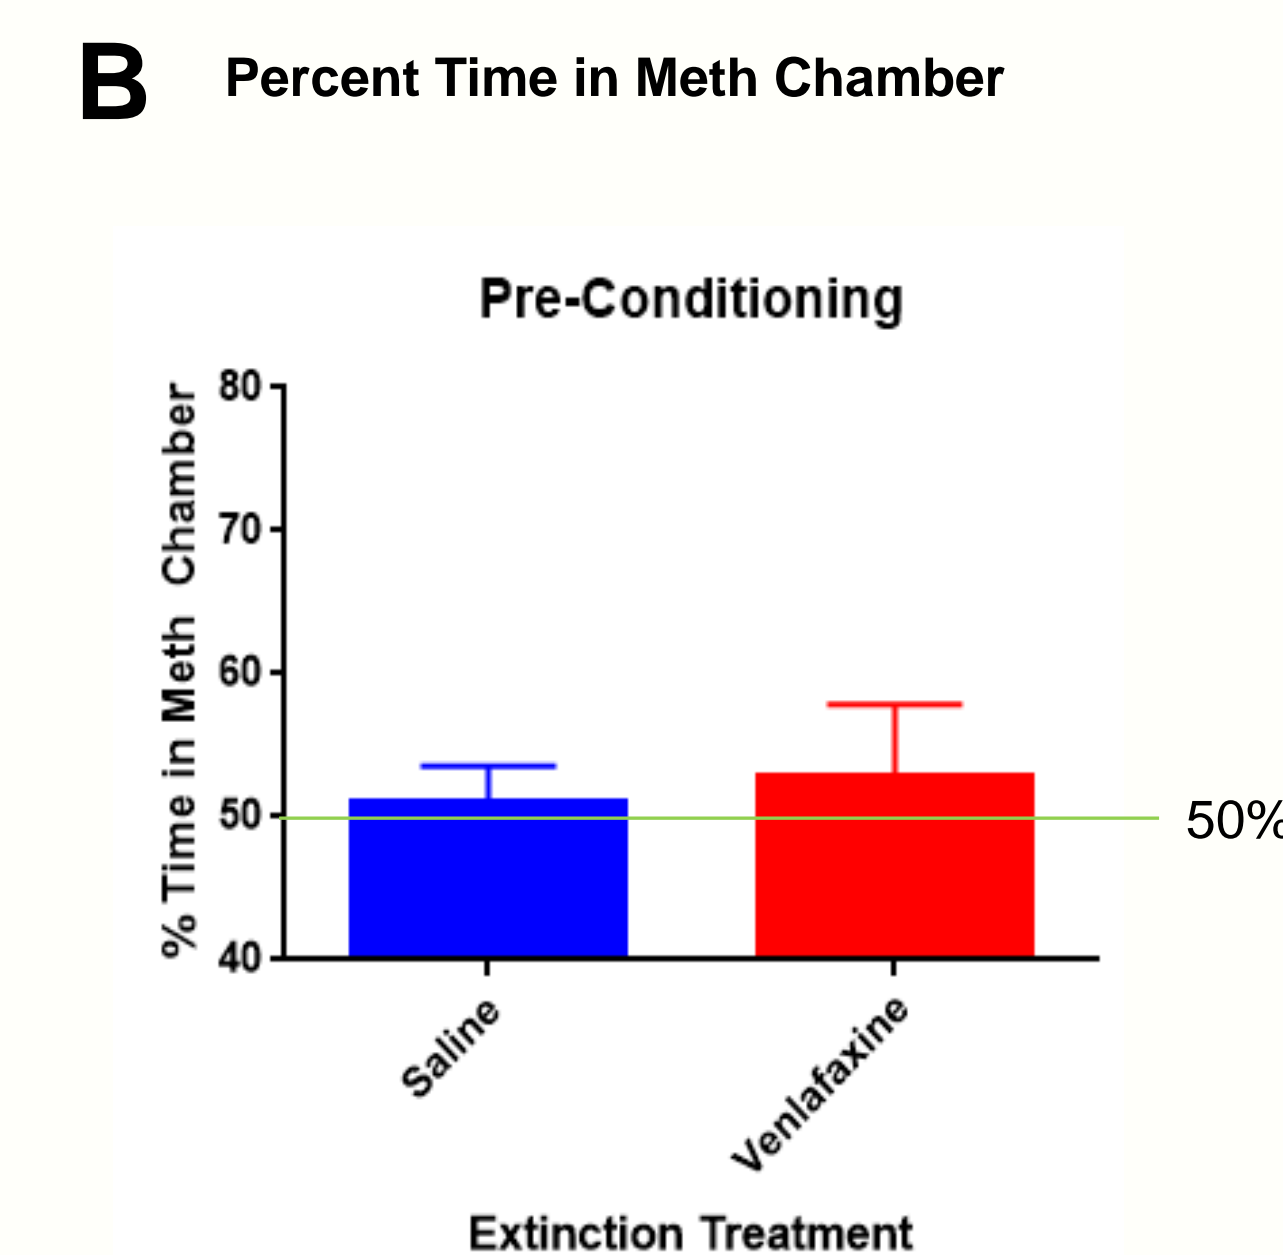 B Percent Time in Meth Chamber
Pre-Conditioning
% Time in Meth Chamber
80
70
60
50
40
50%
Saline
Venlafaxine
Extinction Treatment